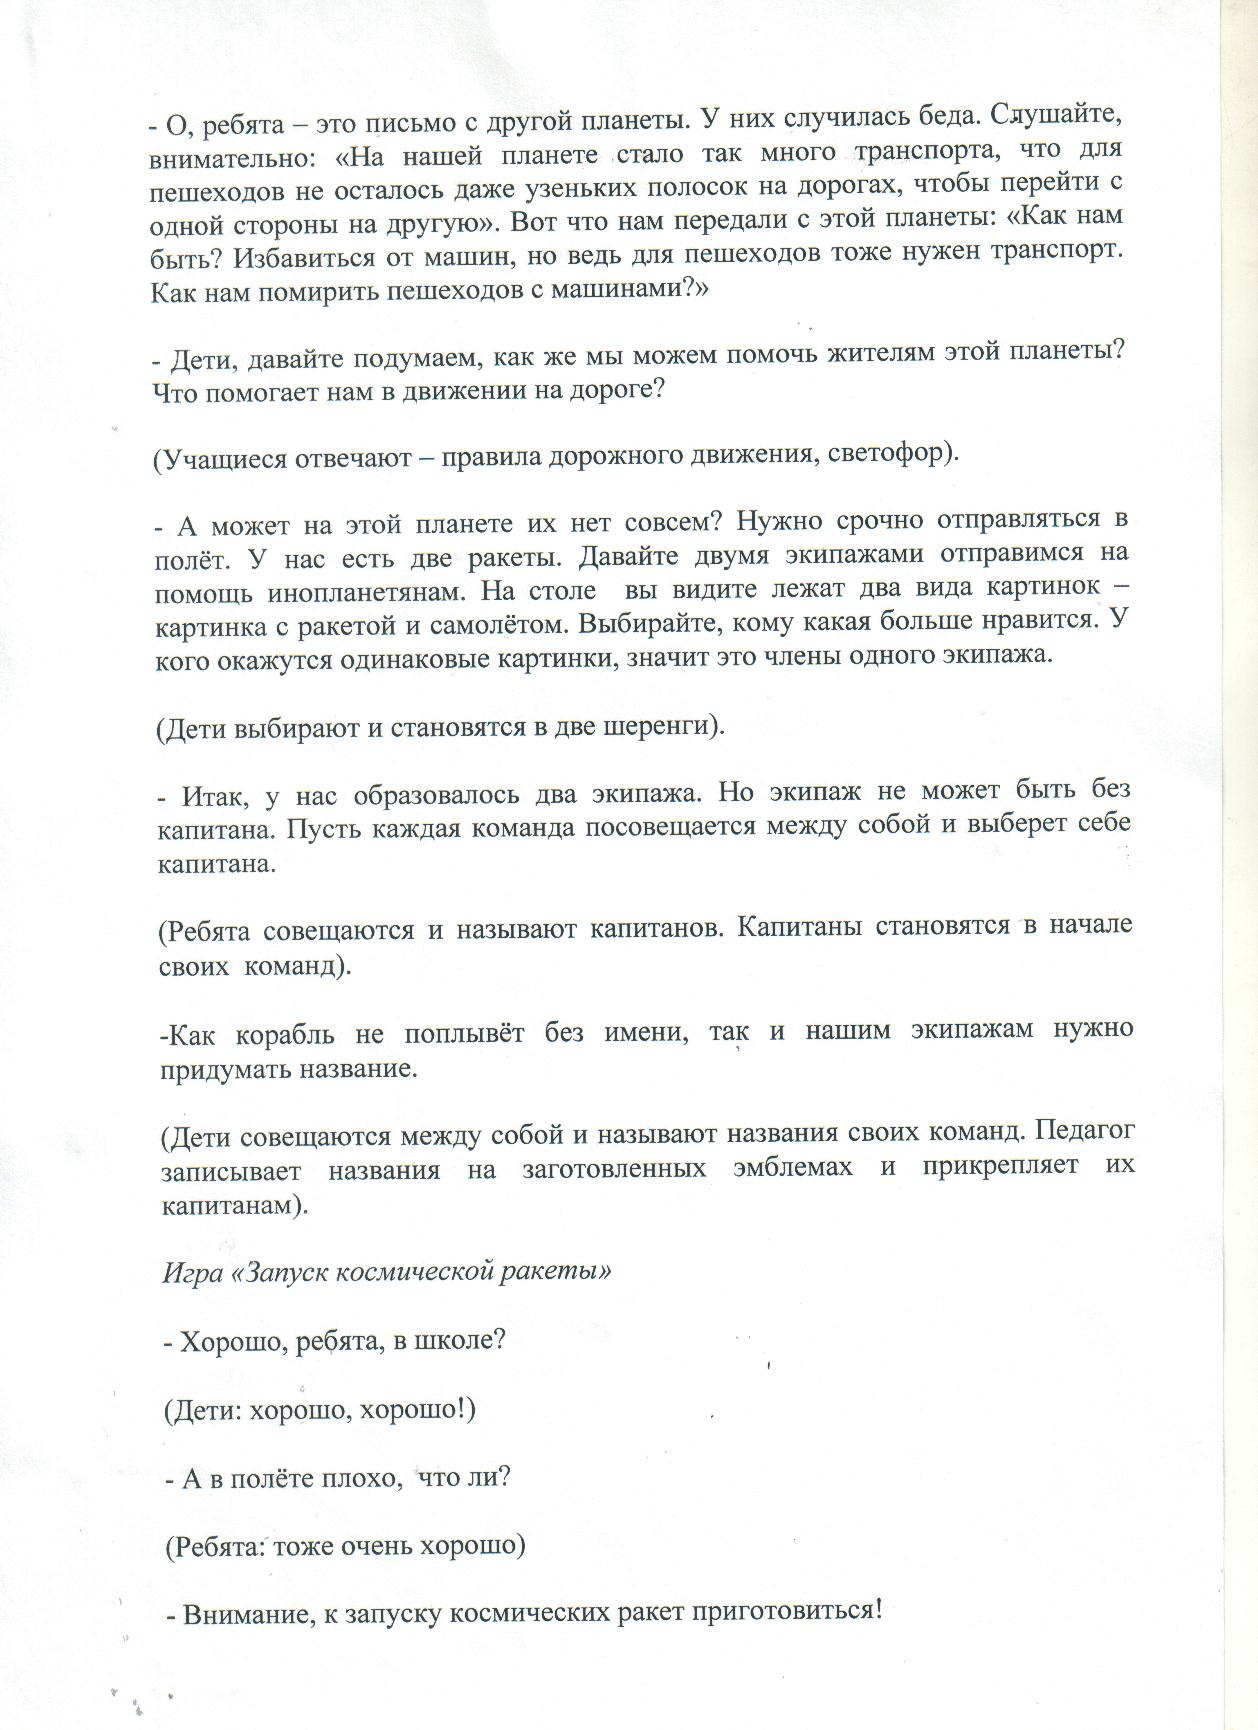 - О, ребята – это письмо с другой планеты. У них случилась беда. Слушайте,
внимательно: «На нашей планете стало так много транспорта, что для
пешеходов не осталось даже узеньких полосок на дорогах, чтобы перейти с
одной стороны на другую». Вот что нам передали с этой планеты: «Как нам
быть? Избавиться от машин, но ведь для пешеходов тоже нужен транспорт.
Как нам помирить пешеходов с машинами?»
- Дети, давайте подумаем, как же мы можем помочь жителям этой планеты?
Что помогает нам в движении на дороге?
(Учащиеся отвечают – правила дорожного движения, светофор).
- А может на этой планете их нет совсем? Нужно срочно отправляться в
полёт. У нас есть две ракеты. Давайте двумя экипажами отправимся на
помощь инопланетянам. На столе вы видите лежат два вида картинок –
картинка с ракетой и самолётом. Выбирайте, кому какая больше нравится. У
кого окажутся одинаковые картинки, значит это члены одного экипажа.
(Дети выбирают и становятся в две шеренги).
- Итак, у нас образовалось два экипажа. Но экипаж не может быть без
капитана. Пусть каждая команда посовещается между собой и выберет себе
капитана.
(Ребята совещаются и называют капитанов. Капитаны становятся в начале
своих команд).
-Как корабль не поплывёт без имени, так и нашим экипажам нужно
придумать название.
(Дети совещаются между собой и называют названия своих команд. Педагог
записывает названия на заготовленных эмблемах и прикрепляет их
капитанам).
Игра «Запуск космической ракеты»
- Хорошо, ребята, в школе?
(Дети: хорошо, хорошо!)
- А в полёте плохо, что ли?
(Ребята: тоже очень хорошо)
- Внимание, к запуску космических ракет приготовиться!